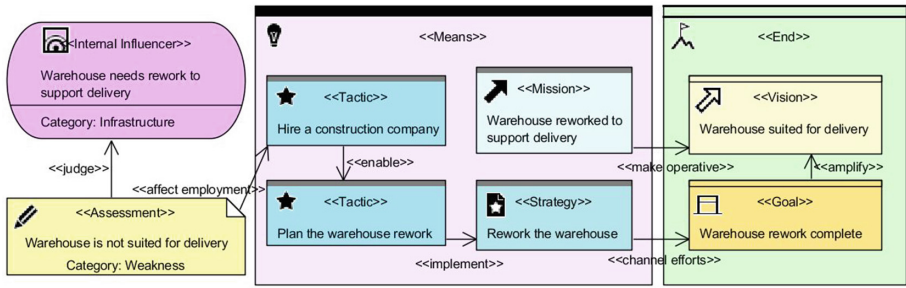 <<Internal Influencer>>
Warehouse needs rework to
support delivery
Category: Infrastructure
<<judge>>
<<Assessment>>
Warehouse is not suited for delivery
Category: Weakness
<<affect employment>>
<<Means>>
<<Tactic>>
Hire a construction company
<<enable>>
<<Tactic>>
Plan the warehouse rework
<<implement>>
<<Mission>>
Warehouse reworked to
support delivery
<<make operative>>
<<Strategy>>
Rework the warehouse
<<channel efforts>>
<<End>>
<<Vision>>
Warehouse suited for delivery
<<amplify>>
<<Goal>>
Warehouse rework complete